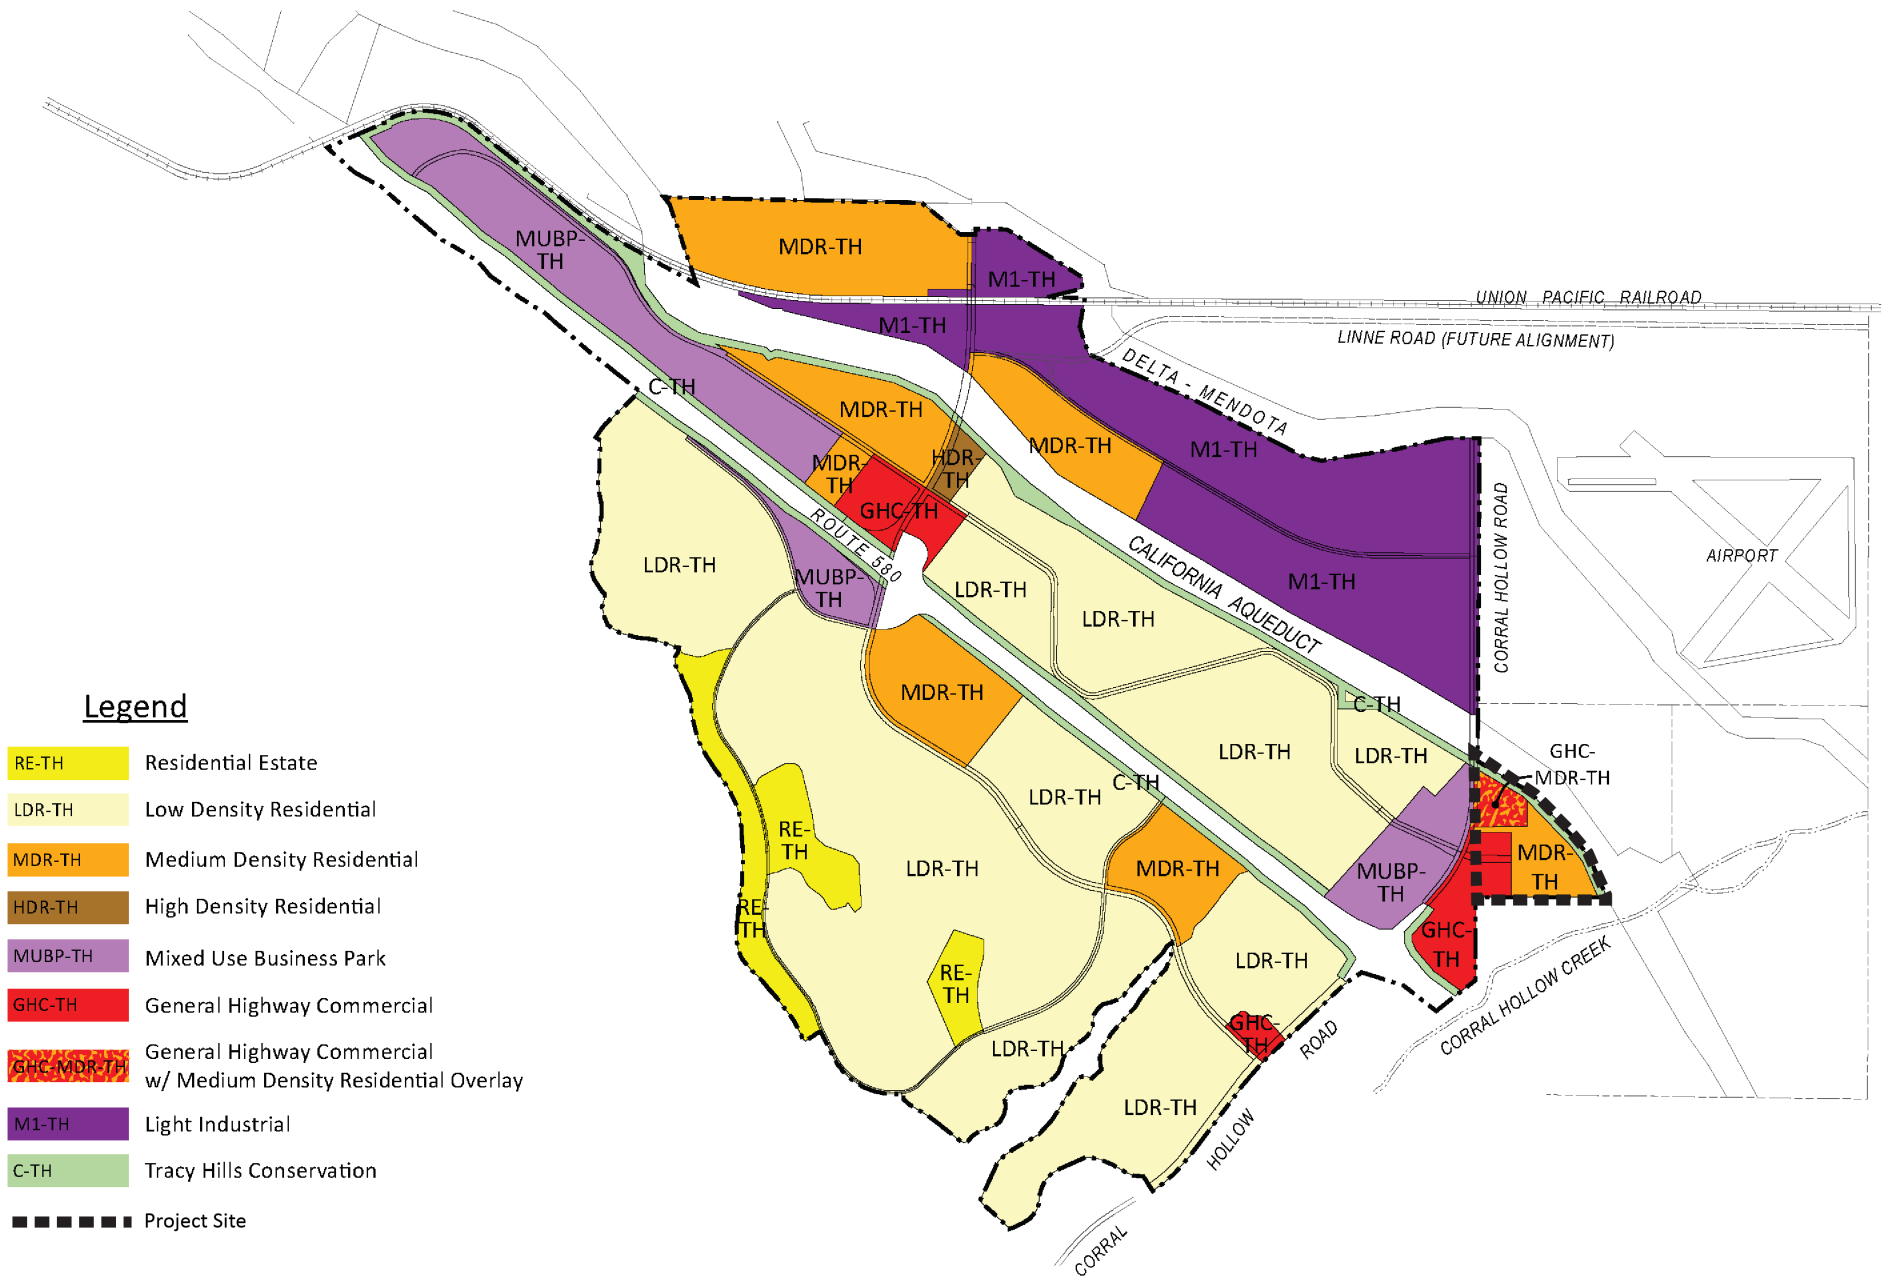 MDR-TH
MUBP-
TH
M1-TH
UNION PACIFIC RAILROAD
M1-TH
LINNE ROAD (FUTURE ALIGNMENT)
DELTA - MENDOTA
C-TH
MDR-TH
MDR-TH
M1-TH
HDR-
TH
MDR-
TH
GHC-TH
ROUTE 580
CALIFORNIA AQUEDUCT
CORRAL HOLLOW ROAD
AIRPORT
LDR-TH
MUBP-
TH
LDR-TH
M1-TH
LDR-TH
MDR-TH
C-TH
LDR-TH
LDR-TH
GHC-
MDR-TH
C-TH
LDR-TH
RE-
TH
LDR-TH
MDR-TH
MUBP-
TH
MDR-
TH
RE-
TH
GHC-
TH
LDR-TH
RE-
TH
GHC-
TH
LDR-TH
LDR-TH
CORRAL HOLLOW CREEK
ROAD
HOLLOW
CORRAL
Legend
RE-TH Residential Estate
LDR-TH Low Density Residential
MDR-TH Medium Density Residential
HDR-TH High Density Residential
MUBP-TH Mixed Use Business Park
GHC-TH General Highway Commercial
GHC-MDR-TH General Highway Commercial
w/ Medium Density Residential Overlay
M1-TH Light Industrial
C-TH Tracy Hills Conservation
Project Site